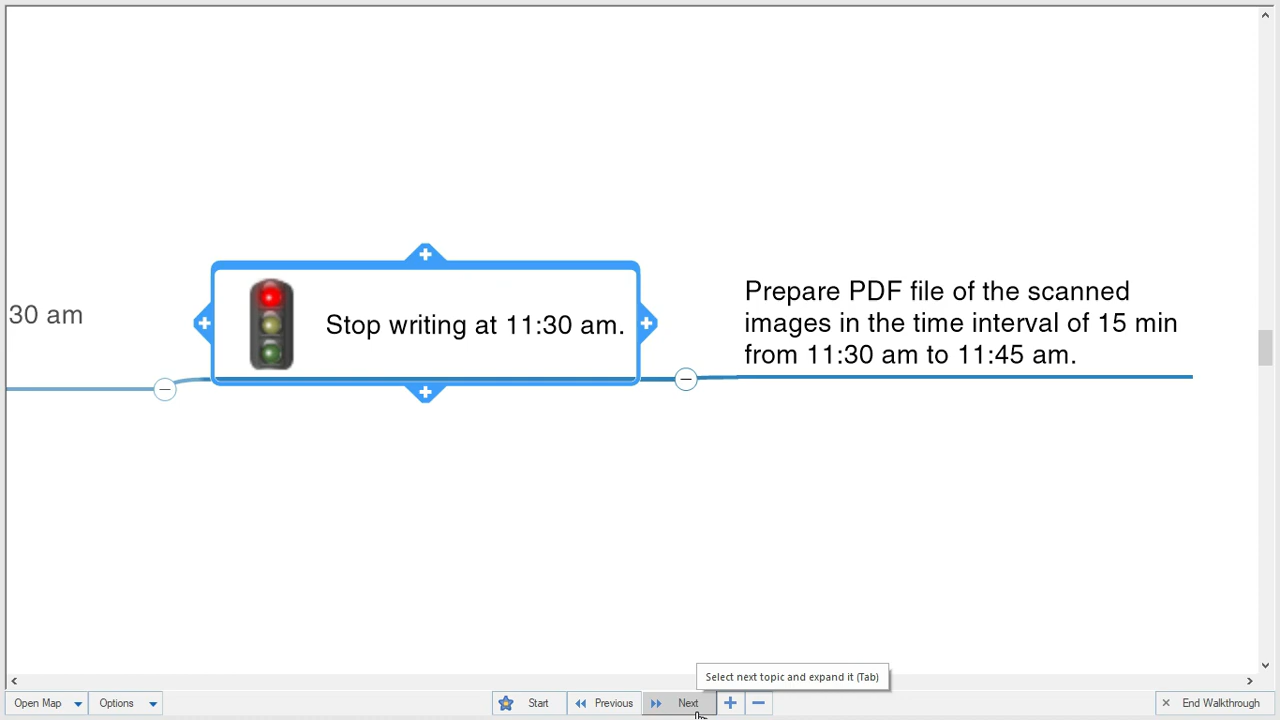 30 am
Stop writing at 11:30 am.
Prepare PDF file of the scanned
images in the time interval of 15 min
from 11:30 am to 11:45 am.
Select next topic and expand it (Tab)
Open Map
Options
Start
Previous
Next
End Walkthrough